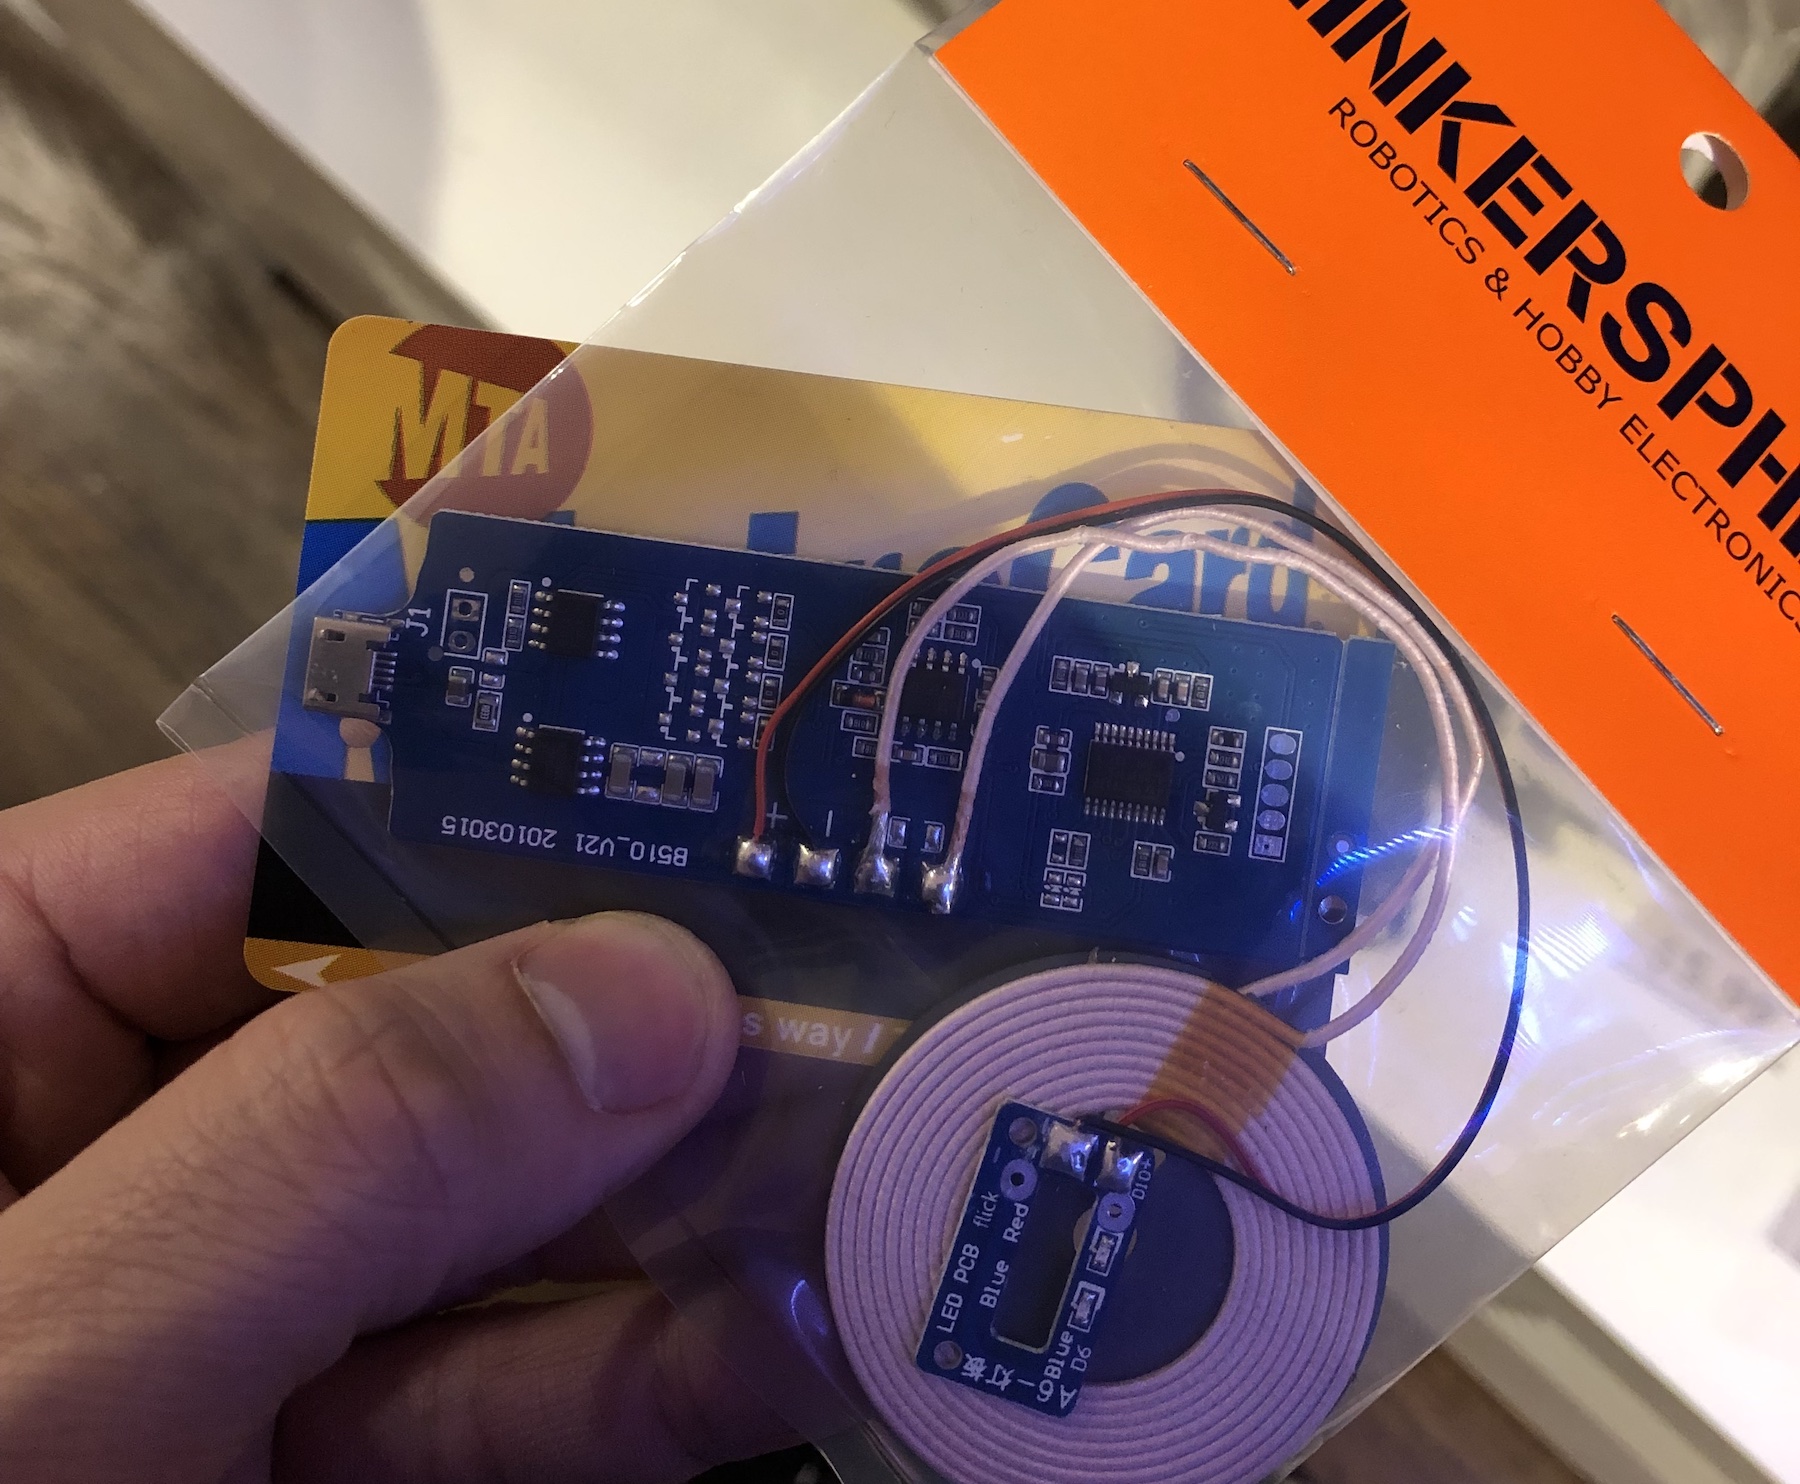 INKERSPH
ROBOTICS & HOBBY ELECTRONICS
MTA
Card
J1
+
-
B510_V21 20103015
s way /
-
D10+
LED PCB flick
Blue Red
Blue
D6
灯板
A6